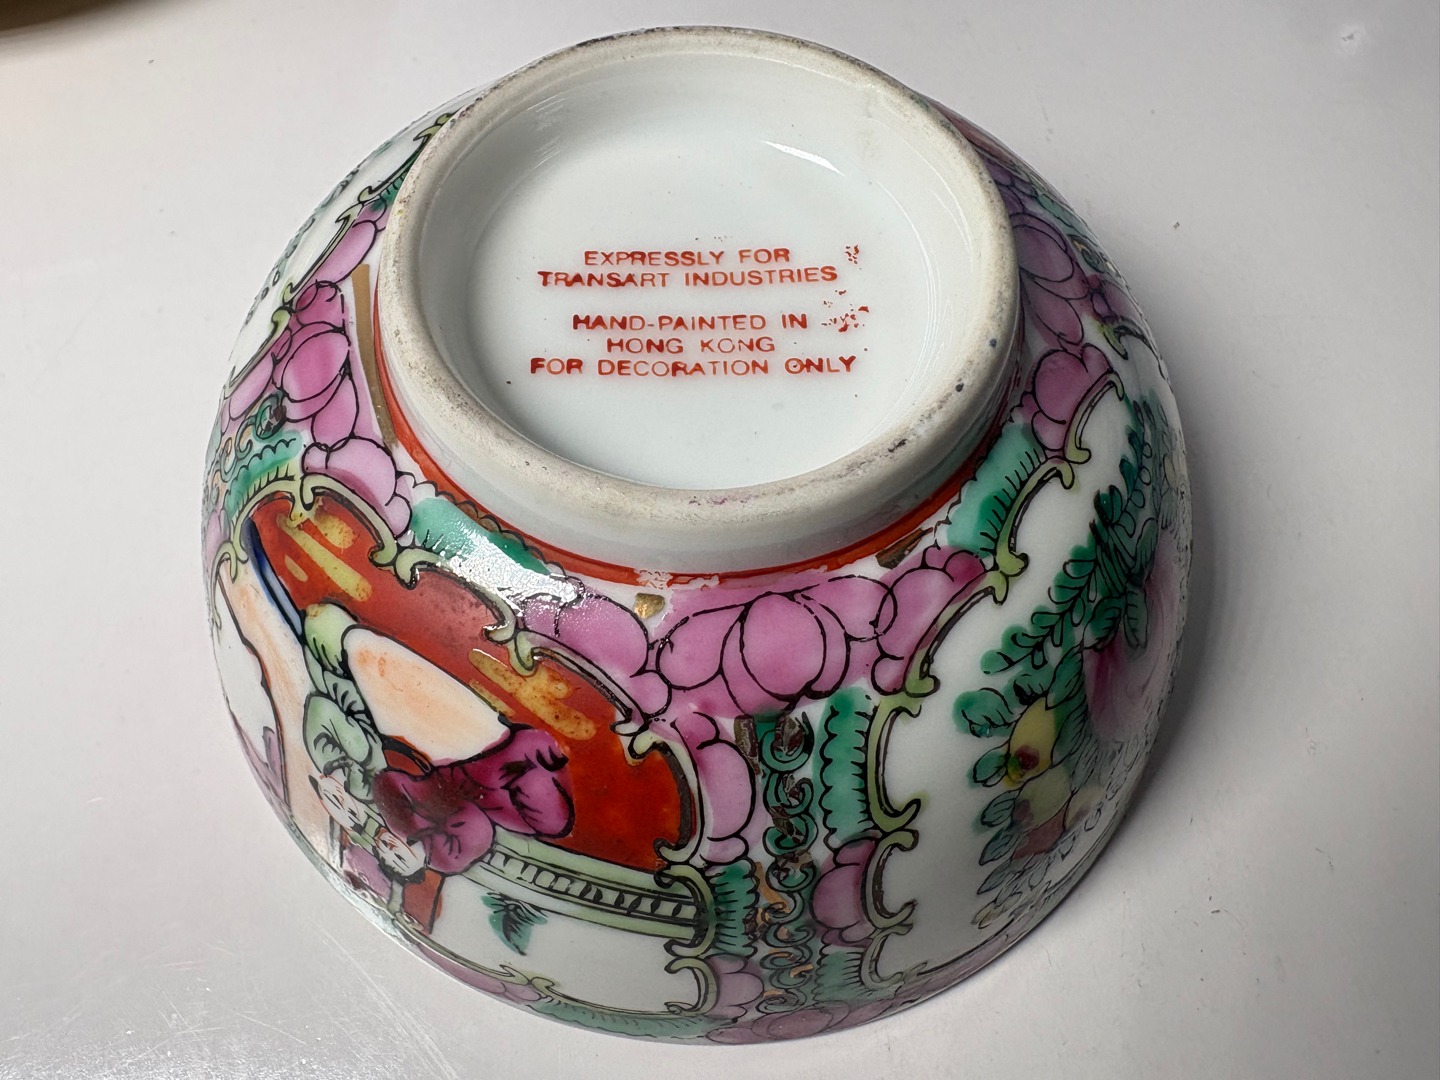 EXPRESSLY FOR
TRANSART INDUSTRIES
HAND-PAINTED IN
HONG KONG
FOR DECORATION ONLY